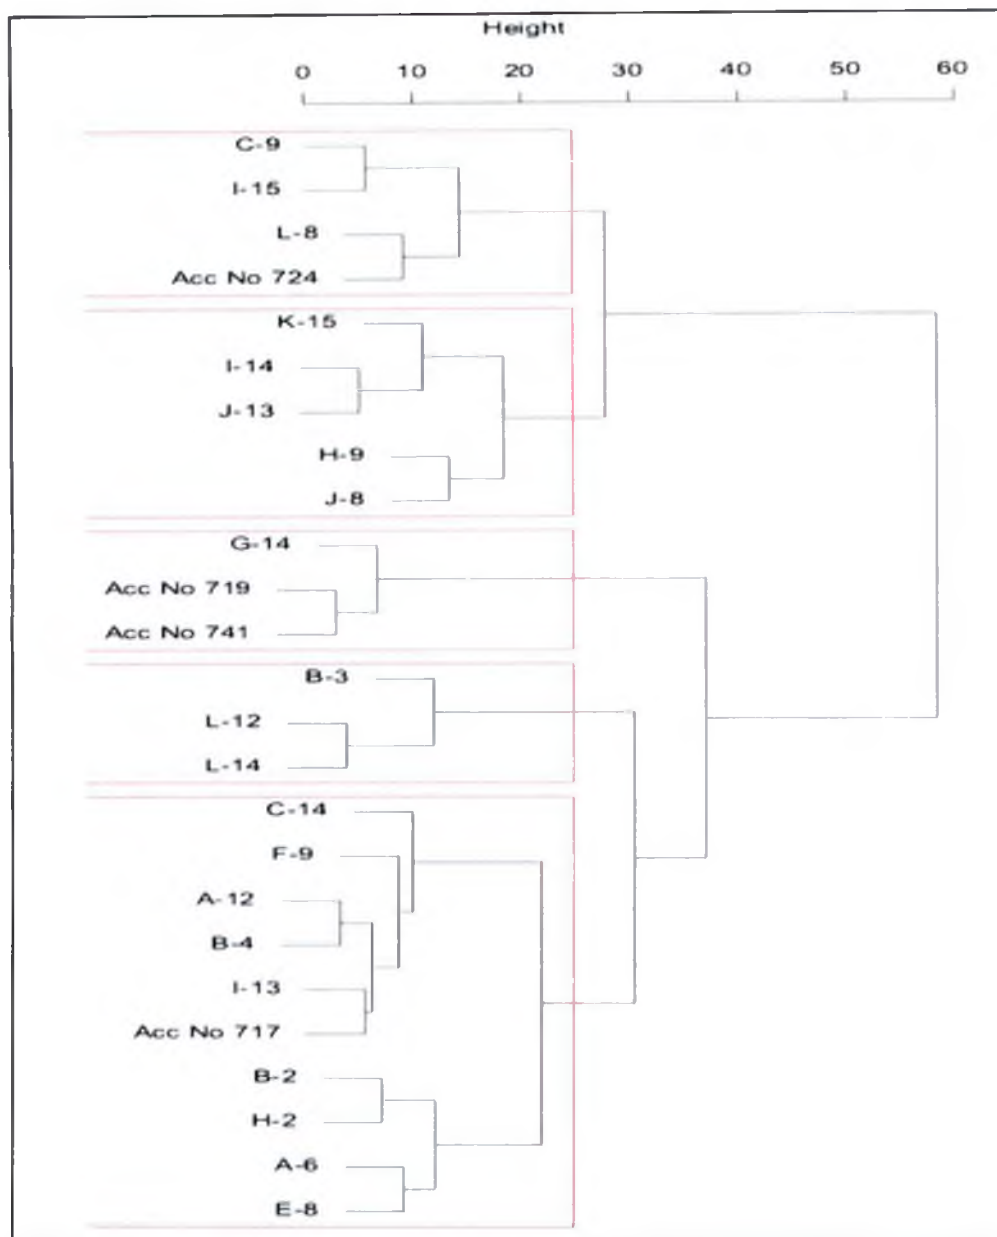 Height
0 10 20 30 40 50 60
C-9
I-15
L-8
Acc No 724
K-15
I-14
J-13
H-9
J-8
G-14
Acc No 719
Acc No 741
B-3
L-12
L-14
C-14
F-9
A-12
B-4
I-13
Acc No 717
B-2
H-2
A-6
E-8